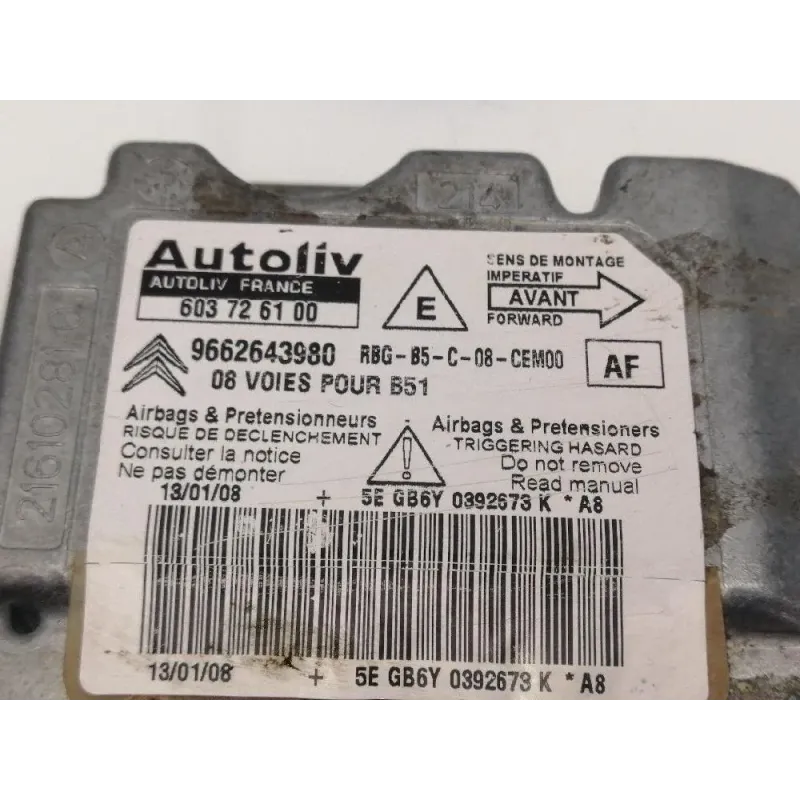 214
Autoliv
AUTOLIV FRANCE
603 72 61 00
E
SENS DE MONTAGE
IMPERATIF
AVANT
FORWARD
9662643980 RBG-B5-C-08-CEM00
AF
08 VOIES POUR B51
Airbags & Pretensionneurs
RISQUE DE DECLENCHEMENT
Consulter la notice
Ne pas démonter
!
Airbags & Pretensioners
TRIGGERING HASARD
Do not remove
Read manual
13/01/08 + 5E GB6Y 0392673 K *A8
13/01/08 + 5E GB6Y 0392673 K *A8
A
21610281